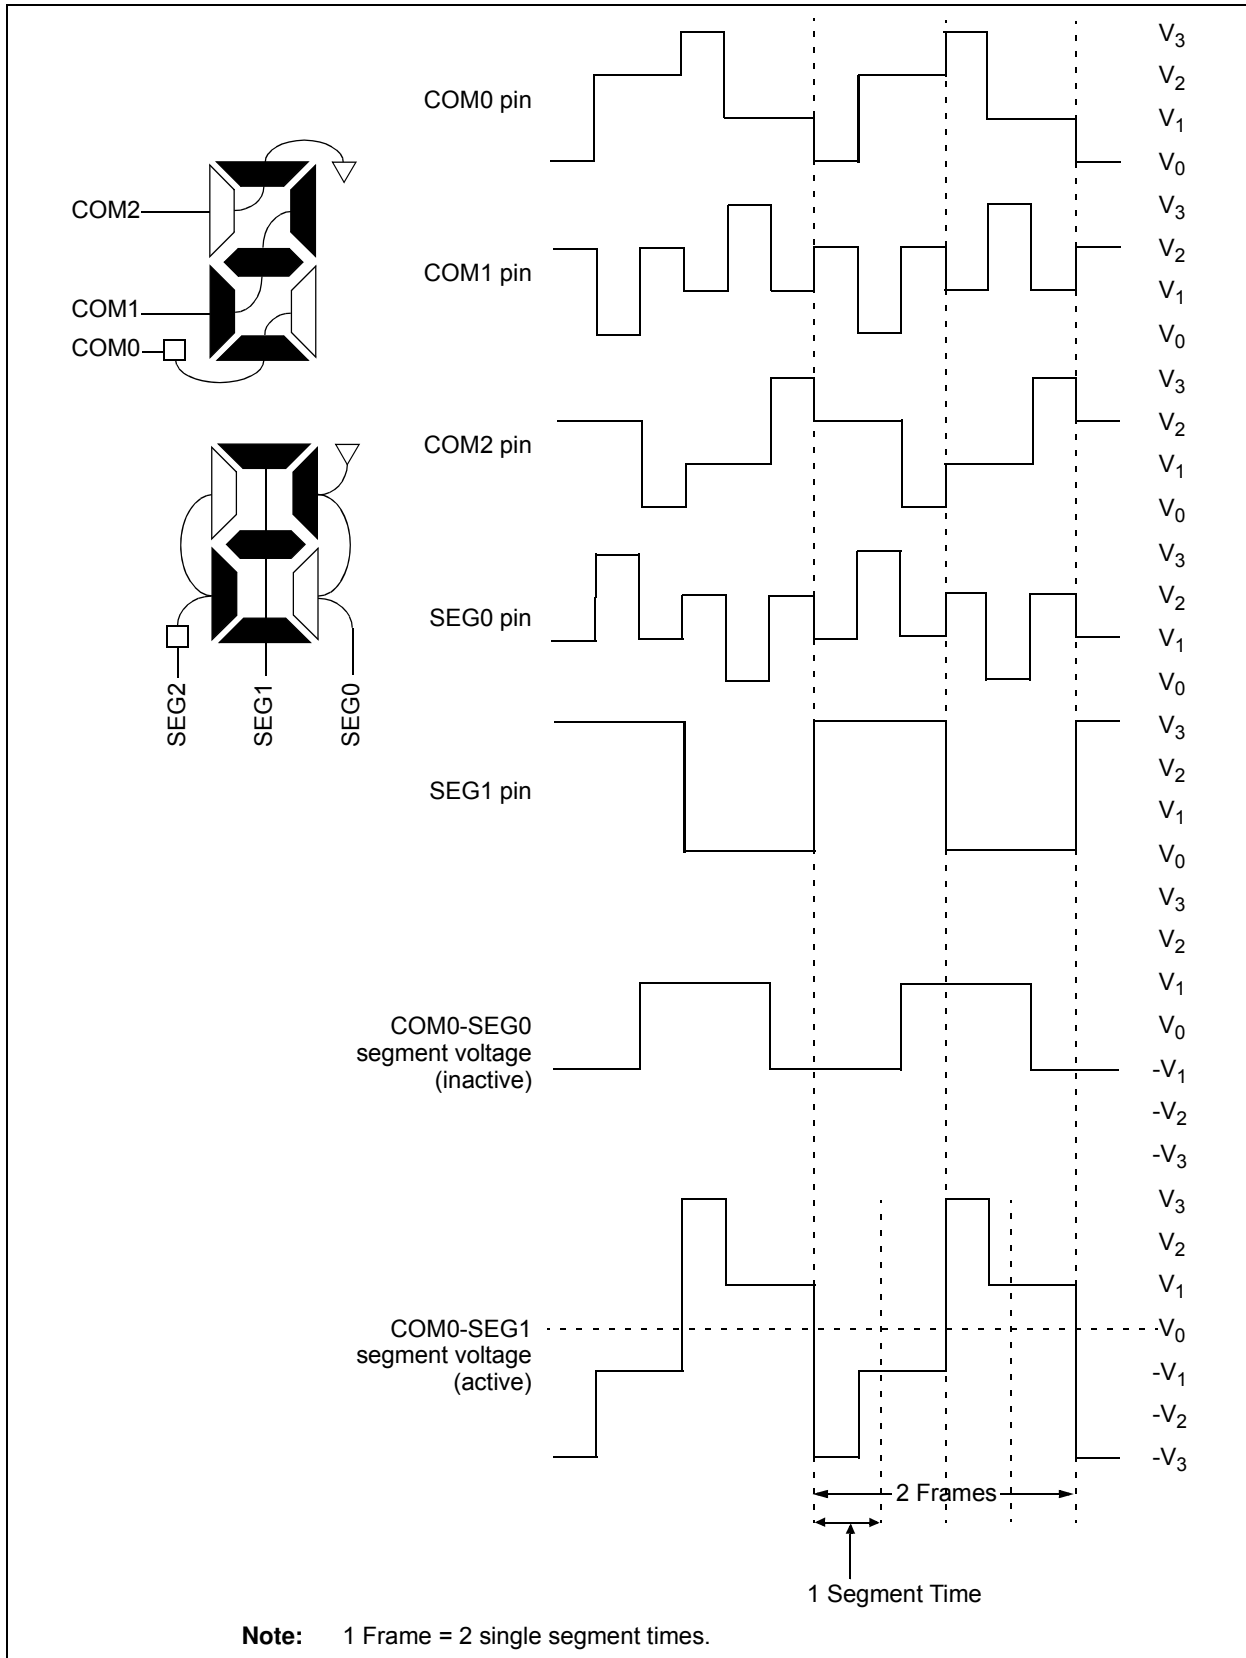 COM0 pin
V3
V2
V1
V0
COM2
COM1
COM0
COM1 pin
V3
V2
V1
V0
COM2 pin
V3
V2
V1
V0
SEG0 pin
V3
V2
V1
V0
SEG2
SEG1
SEG0
SEG1 pin
V3
V2
V1
V0
COM0-SEG0
segment voltage
(inactive)
V3
V2
V1
V0
-V1
-V2
-V3
COM0-SEG1
segment voltage
(active)
V3
V2
V1
V0
-V1
-V2
-V3
2 Frames
1 Segment Time
Note: 1 Frame = 2 single segment times.